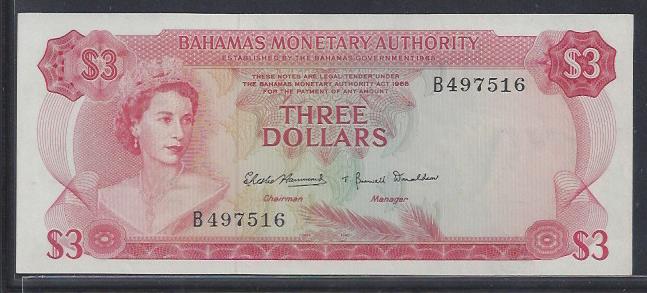 BAHAMAS MONETARY AUTHORITY
ESTABLISHED BY THE BAHAMAS GOVERNMENT 1968
$3
$3
THESE NOTES ARE LEGAL TENDER UNDER
THE BAHAMAS MONETARY AUTHORITY ACT 1968
FOR THE PAYMENT OF ANY AMOUNT
B497516
THREE
DOLLARS
T. Donaldson
Chairman
Manager
B497516
$3
$3